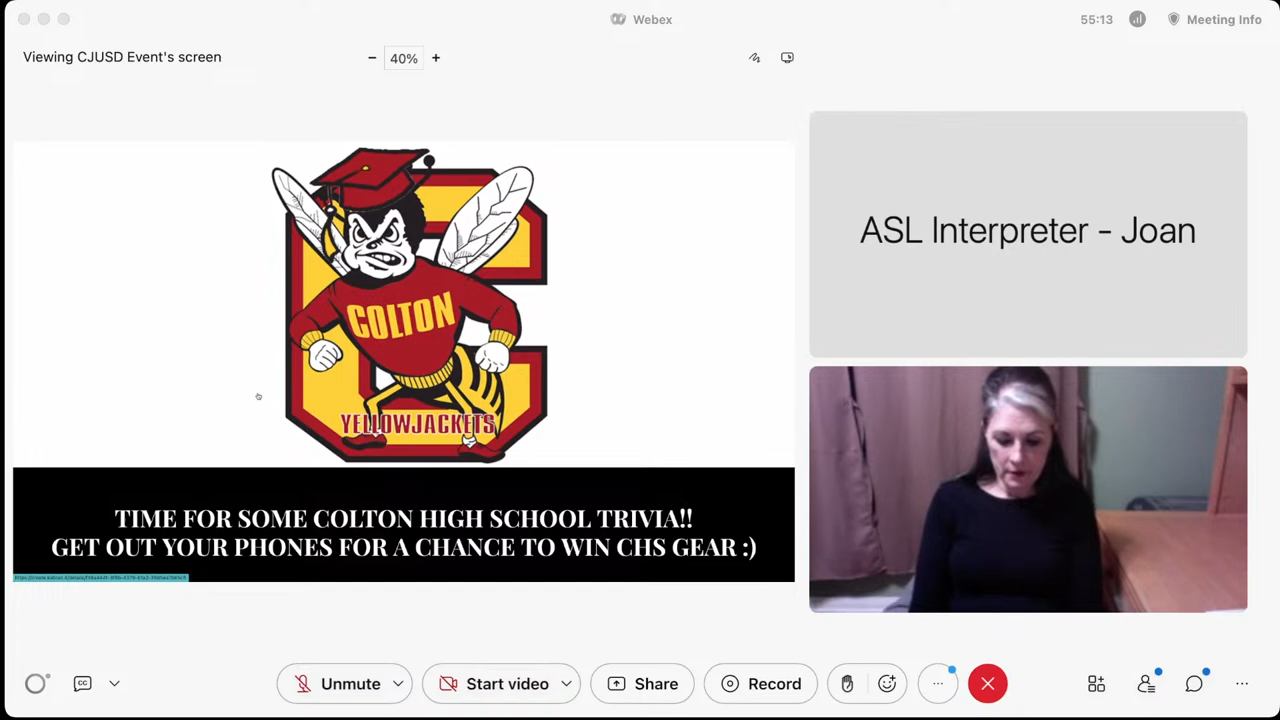 Webex
55:13
Meeting Info
Viewing CJUSD Event's screen
− 40% +
COLTON
YELLOWJACKETS
TIME FOR SOME COLTON HIGH SCHOOL TRIVIA!!
GET OUT YOUR PHONES FOR A CHANCE TO WIN CHS GEAR :)
ASL Interpreter - Joan
CC
Unmute
Start video
Share
Record